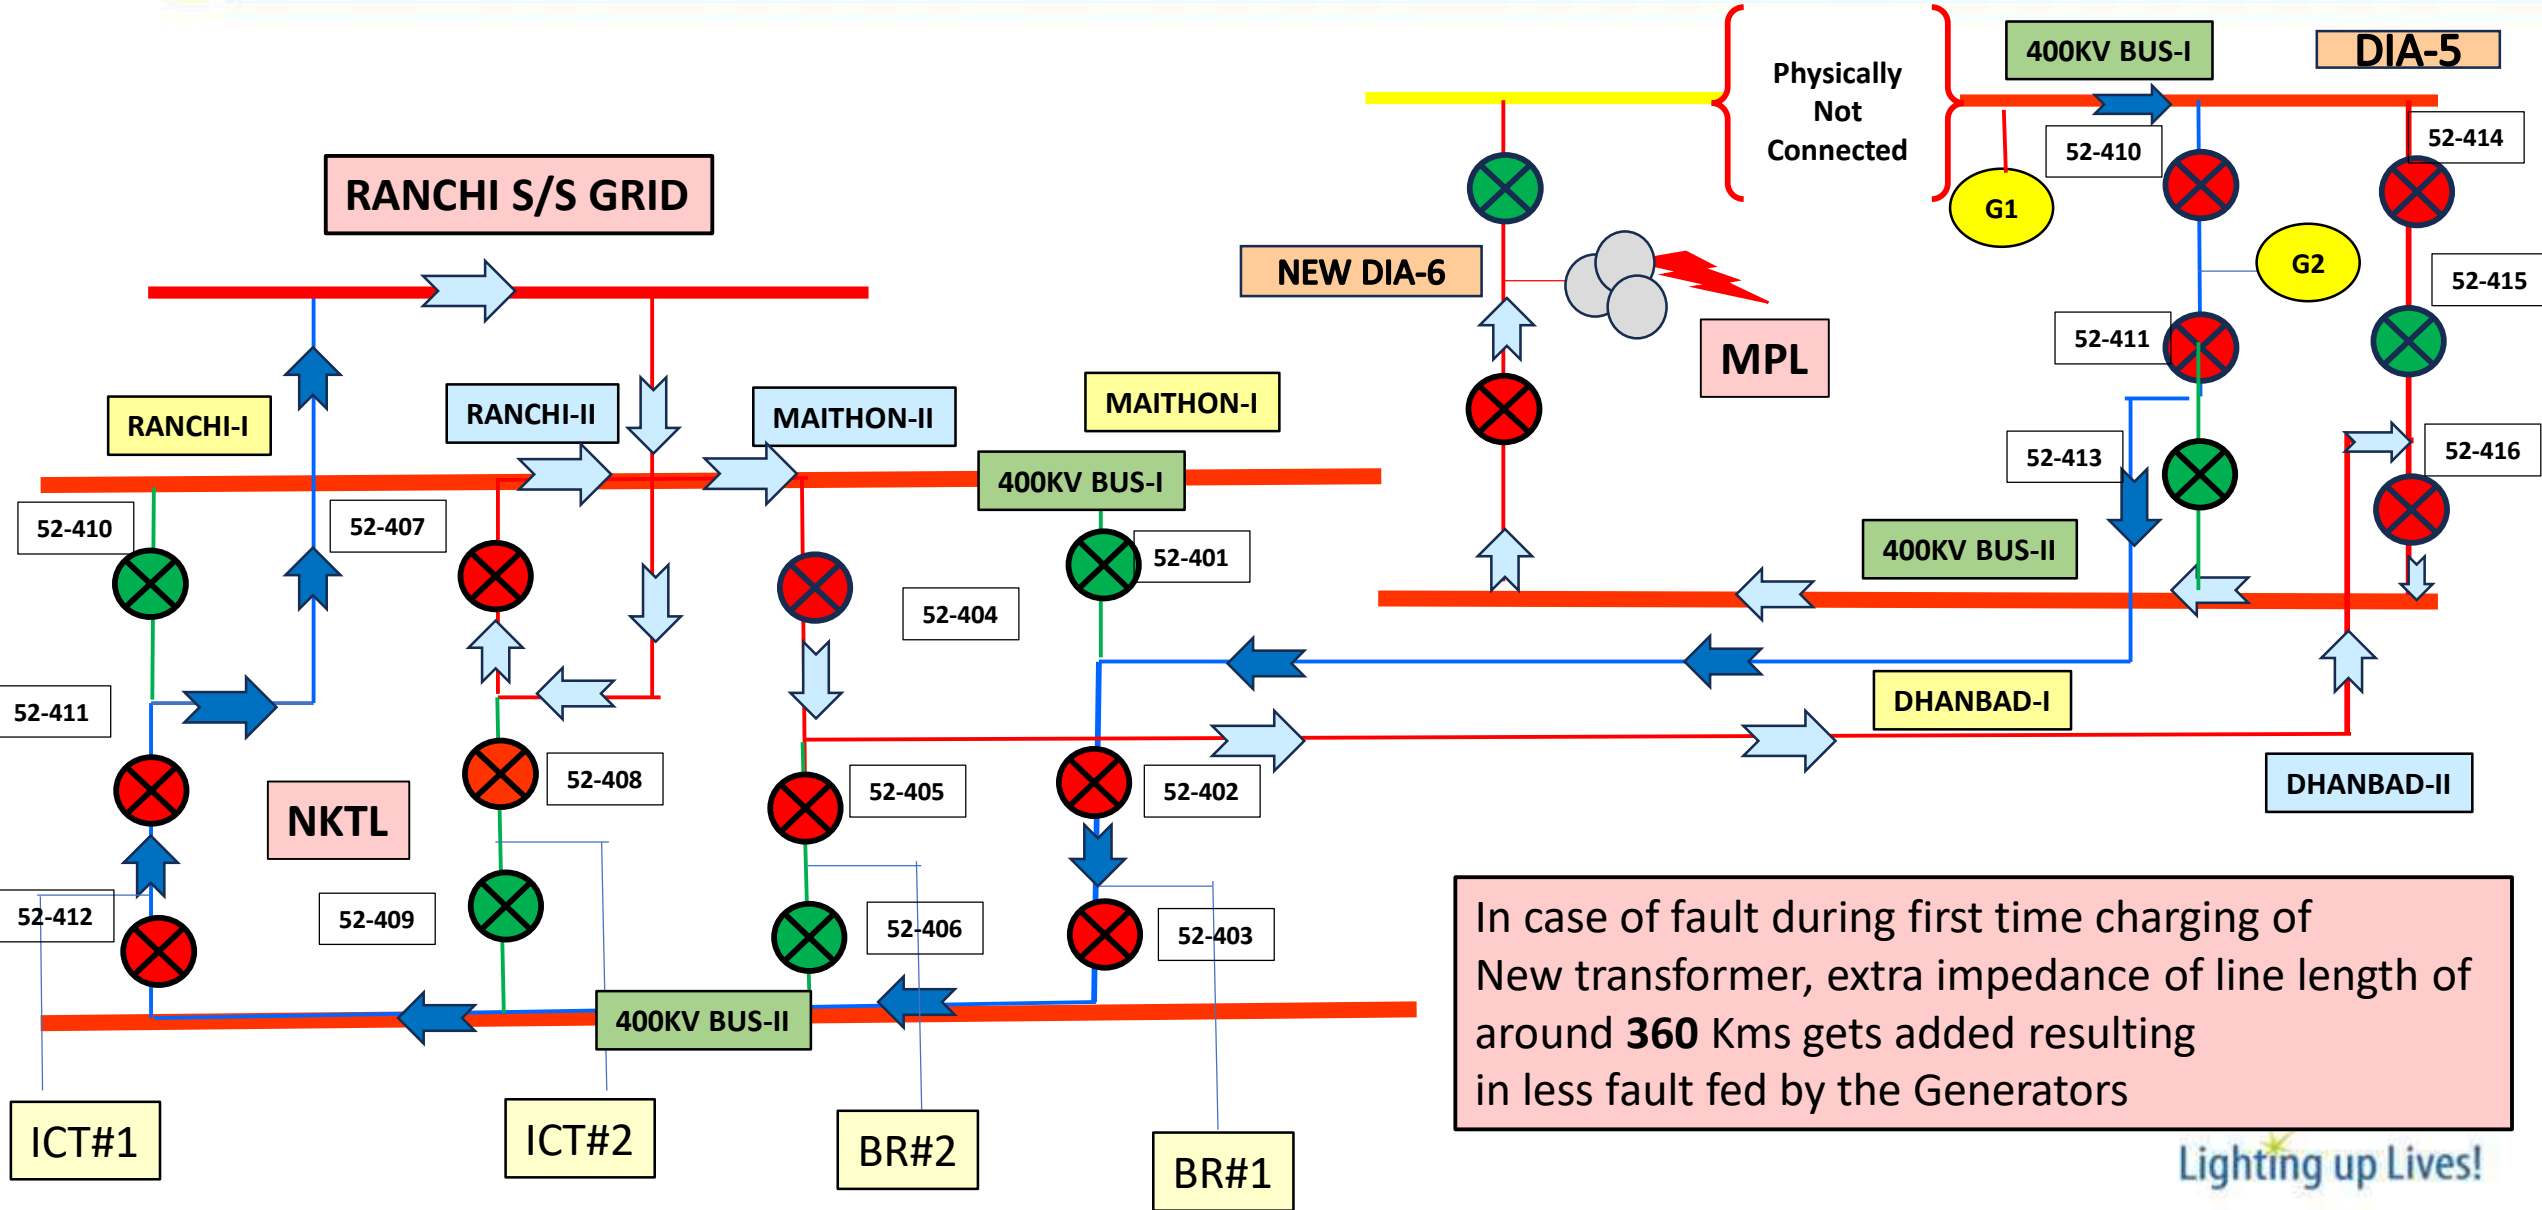 400KV BUS-I
DIA-5
Physically
Not
Connected
52-410
52-414
RANCHI S/S GRID
G1
G2
NEW DIA-6
52-415
MPL
52-411
RANCHI-I
RANCHI-II
MAITHON-II
MAITHON-I
52-413
52-416
400KV BUS-I
52-410
52-407
52-401
400KV BUS-II
52-404
52-411
DHANBAD-I
52-408
52-405
52-402
DHANBAD-II
NKTL
52-412
52-409
52-406
52-403
400KV BUS-II
In case of fault during first time charging of
New transformer, extra impedance of line length of
around 360 Kms gets added resulting
in less fault fed by the Generators
ICT#1
ICT#2
BR#2
BR#1
Lighting up Lives!